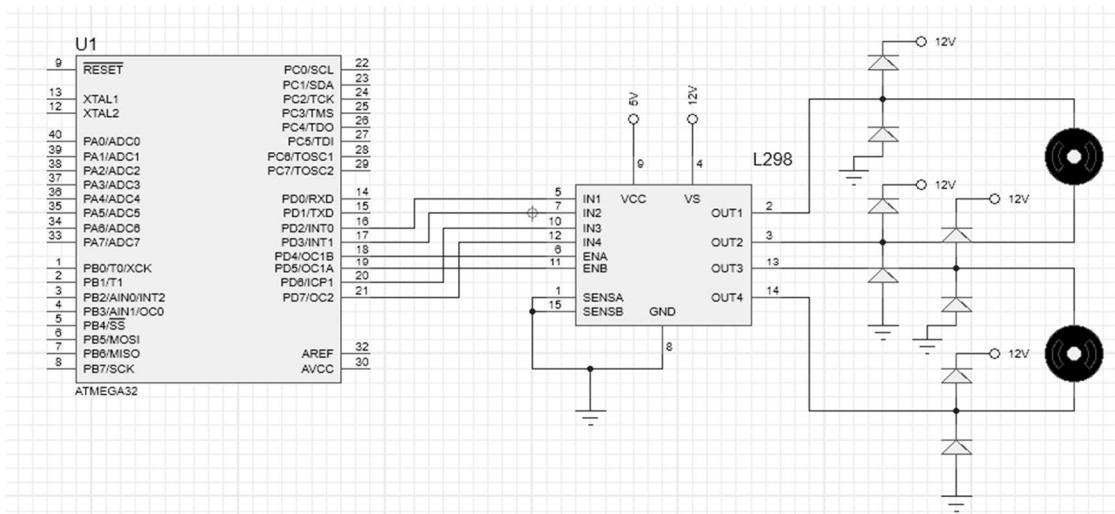 U1
9 RESET
13 XTAL1
12 XTAL2
40 PA0/ADC0
39 PA1/ADC1
38 PA2/ADC2
37 PA3/ADC3
36 PA4/ADC4
35 PA5/ADC5
34 PA6/ADC6
33 PA7/ADC7
1 PB0/T0/XCK
2 PB1/T1
3 PB2/AIN0/INT2
4 PB3/AIN1/OC0
5 PB4/SS
6 PB5/MOSI
7 PB6/MISO
8 PB7/SCK
PC0/SCL 22
PC1/SDA 23
PC2/TCK 24
PC3/TMS 25
PC4/TDO 26
PC5/TDI 27
PC6/TOSC1 28
PC7/TOSC2 29
PD0/RXD 14
PD1/TXD 15
PD2/INT0 16
PD3/INT1 17
PD4/OC1B 18
PD5/OC1A 19
PD6/ICP1 20
PD7/OC2 21
AREF 32
AVCC 30
ATMEGA32
5V
12V
9
4
L298
VCC
VS
5 IN1
7 IN2
10 IN3
12 IN4
6 ENA
11 ENB
1 SENSA
15 SENSB
GND
8
OUT1 2
OUT2 3
OUT3 13
OUT4 14
12V
12V
12V
12V